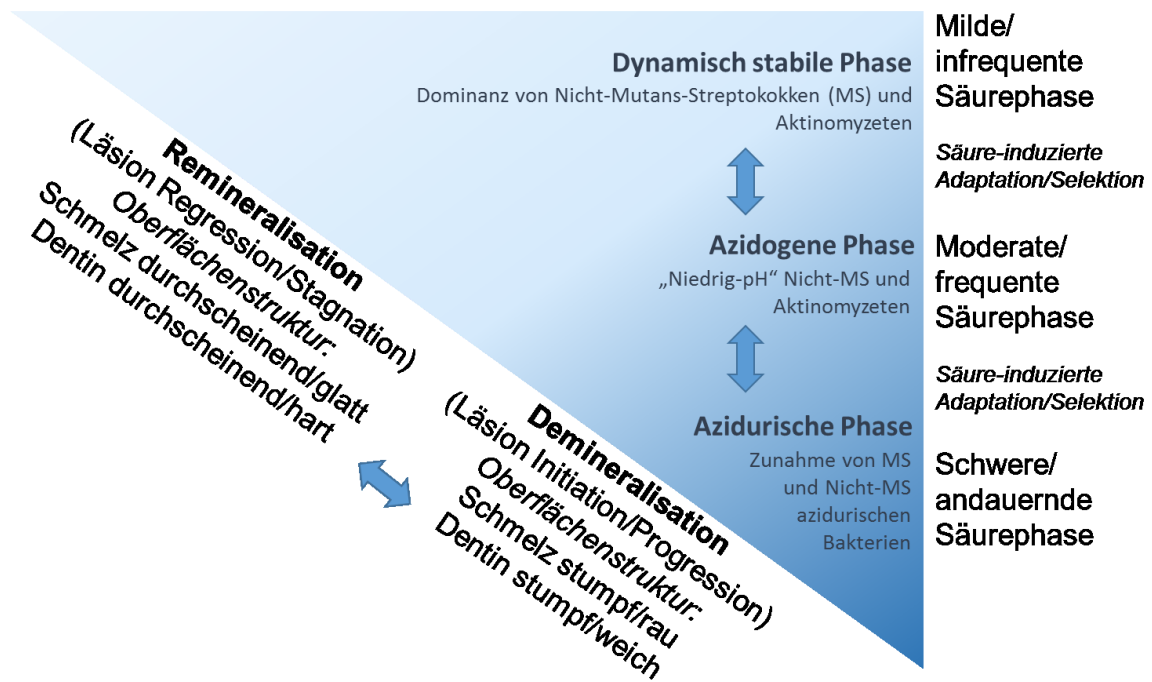 Dynamisch stabile Phase
Dominanz von Nicht-Mutans-Streptokokken (MS) und
Aktinomyzeten
Milde/
infrequente
Säurephase
Säure-induzierte
Adaptation/Selektion
Azidogene Phase
„Niedrig-pH“ Nicht-MS und
Aktinomyzeten
Moderate/
frequente
Säurephase
Säure-induzierte
Adaptation/Selektion
Azidurische Phase
Zunahme von MS
und Nicht-MS
azidurischen
Bakterien
Schwere/
andauernde
Säurephase
Remineralisation
(Läsion Regression/Stagnation)
Oberflächenstruktur:
Schmelz durchscheinend/glatt
Dentin durchscheinend/hart
Demineralisation
(Läsion Initiation/Progression)
Oberflächenstruktur:
Schmelz stumpf/rau
Dentin stumpf/weich